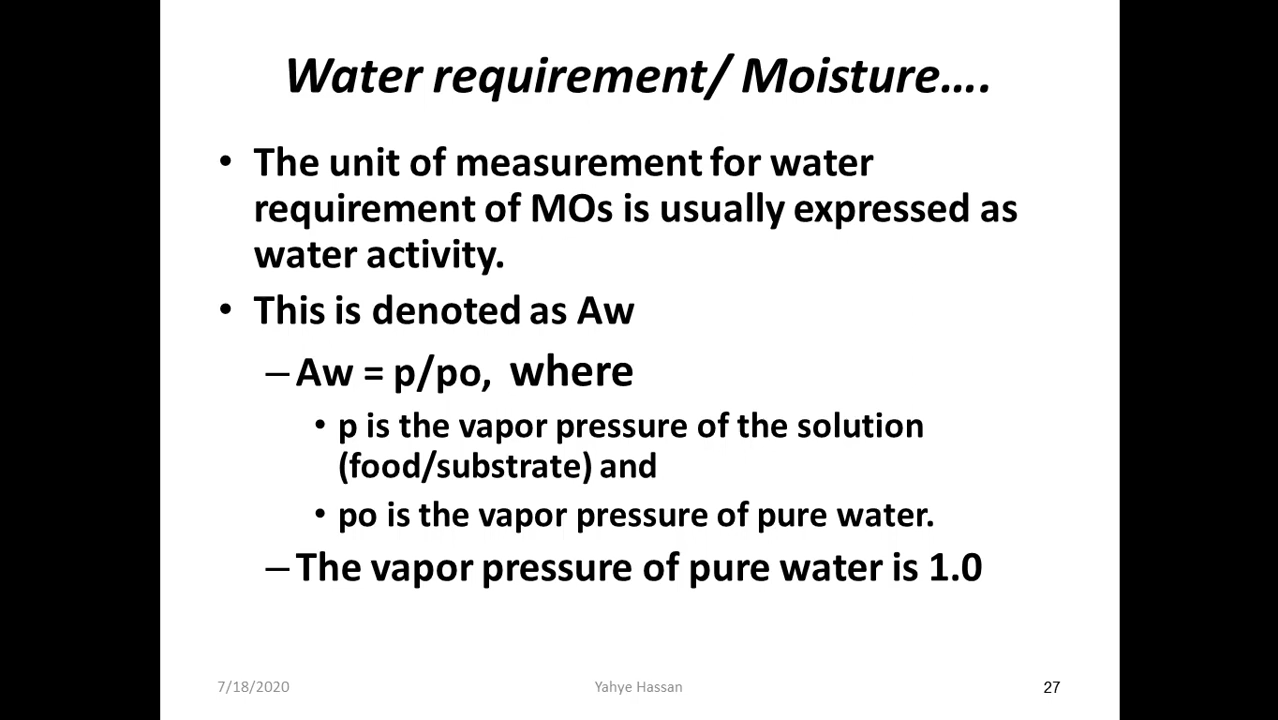 Water requirement/ Moisture….
• The unit of measurement for water
requirement of MOs is usually expressed as
water activity.
• This is denoted as Aw
– Aw = p/po, where
• p is the vapor pressure of the solution
(food/substrate) and
• po is the vapor pressure of pure water.
– The vapor pressure of pure water is 1.0
7/18/2020
Yahye Hassan
27